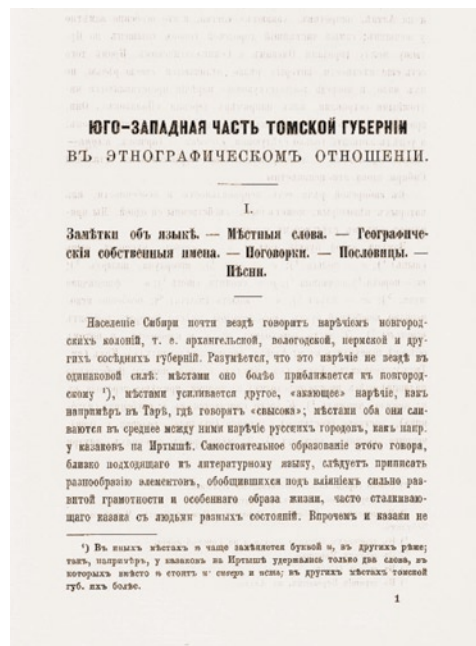 ЮГО-ЗАПАДНАЯ ЧАСТЬ ТОМСКОЙ ГУБЕРНІИ
ВЪ ЭТНОГРАФИЧЕСКОМЪ ОТНОШЕНІИ.
I.
Замѣтки объ языкѣ. — Мѣстныя слова. — Географиче-
скія собственныя имена. — Поговорки. — Пословицы. —
Пѣсни.
Населеніе Сибири почти вездѣ говоритъ нарѣчіемъ новгород-
скихъ колоній, т. е. архангельской, вологодской, пермской и дру-
гихъ сосѣднихъ губерній. Разумѣется, что это нарѣчіе не вездѣ въ
одинаковой силѣ: мѣстами оно болѣе приближается къ новгород-
скому ¹), мѣстами усиливается другое, «акающее» нарѣчіе, какъ
напримѣръ въ Тарѣ, гдѣ говорятъ «свысока»; мѣстами оба они сли-
ваются въ среднее между ними нарѣчіе русскихъ городовъ, какъ напр.
у казаковъ на Иртышѣ. Самостоятельное образованіе этого говора,
близко подходящаго къ литературному языку, слѣдуетъ приписать
разнообразію элементовъ, обобщившихся подъ вліяніемъ сильно раз-
витой грамотности и особеннаго образа жизни, часто сталкиваю-
щаго казака съ людьми разныхъ состояній. Впрочемъ и казаки не
¹) Въ иныхъ мѣстахъ ѣ чаще замѣняется буквой и, въ другихъ рѣже;
такъ, напримѣръ, у казаковъ на Иртышѣ удержались только два слова, въ
которыхъ вмѣсто ѣ стоитъ и: сиверъ и исть; въ другихъ мѣстахъ томской
губ. ихъ болѣе.
1